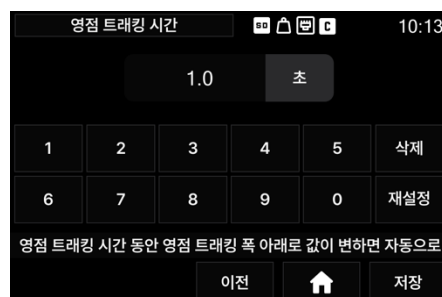 영점 트래킹 시간 SD C 10:13
1.0 초
1 2 3 4 5 삭제
6 7 8 9 0 재설정
영점 트래킹 시간 동안 영점 트래킹 폭 아래로 값이 변하면 자동으로
이전 저장